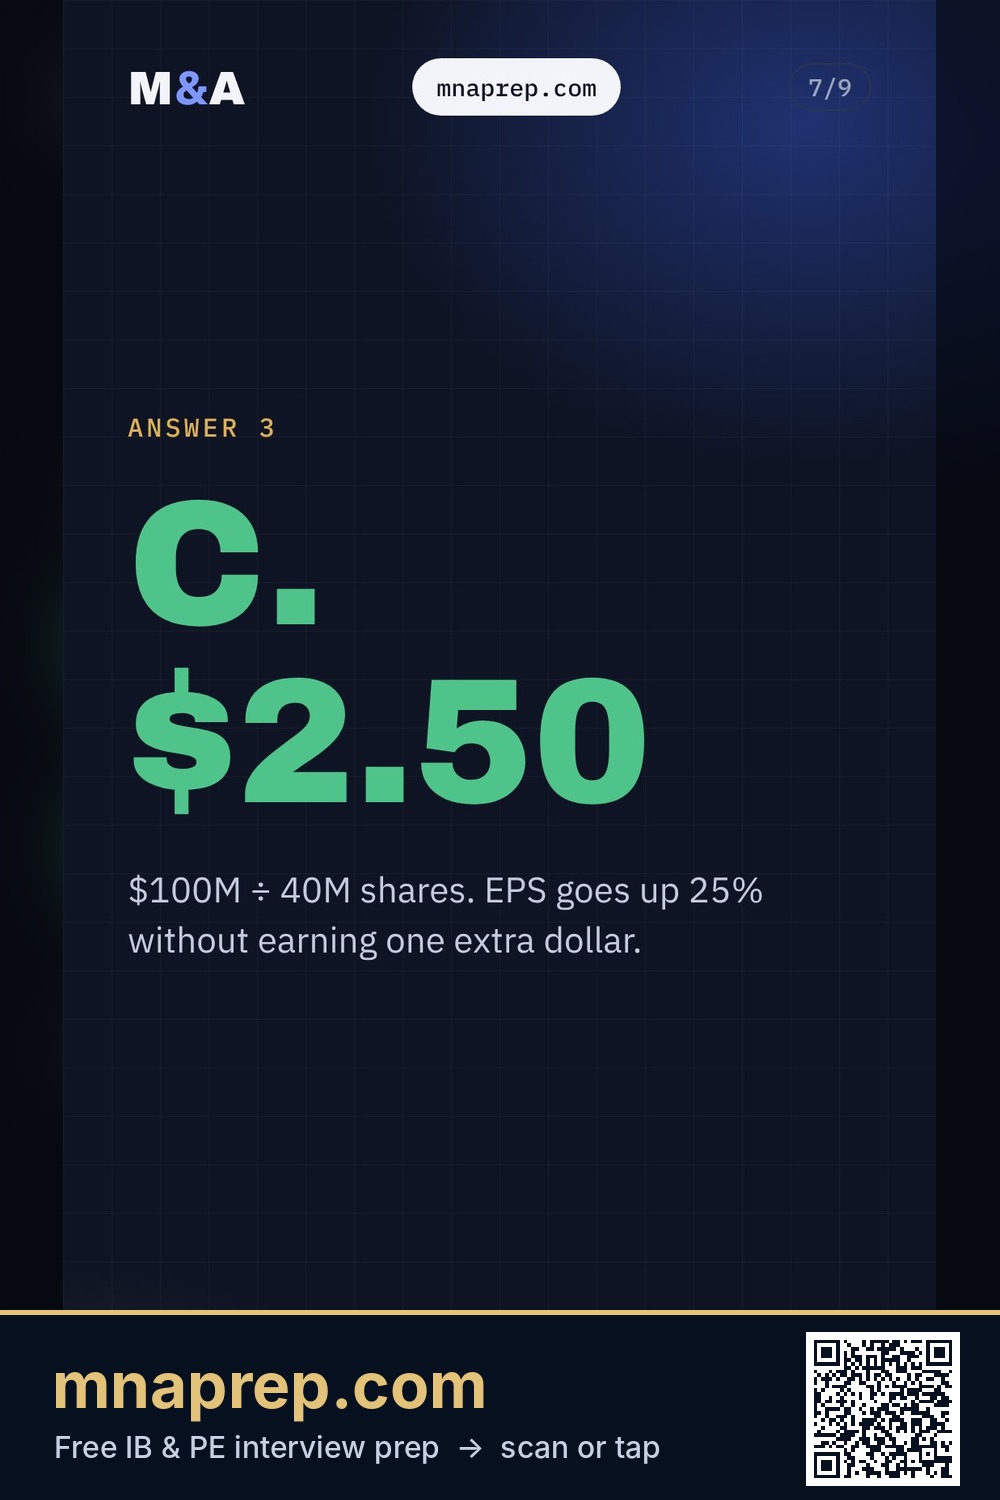 M&A
mnaprep.com
7/9
ANSWER 3
C.
$2.50
$100M ÷ 40M shares. EPS goes up 25%
without earning one extra dollar.
mnaprep.com
Free IB & PE interview prep → scan or tap